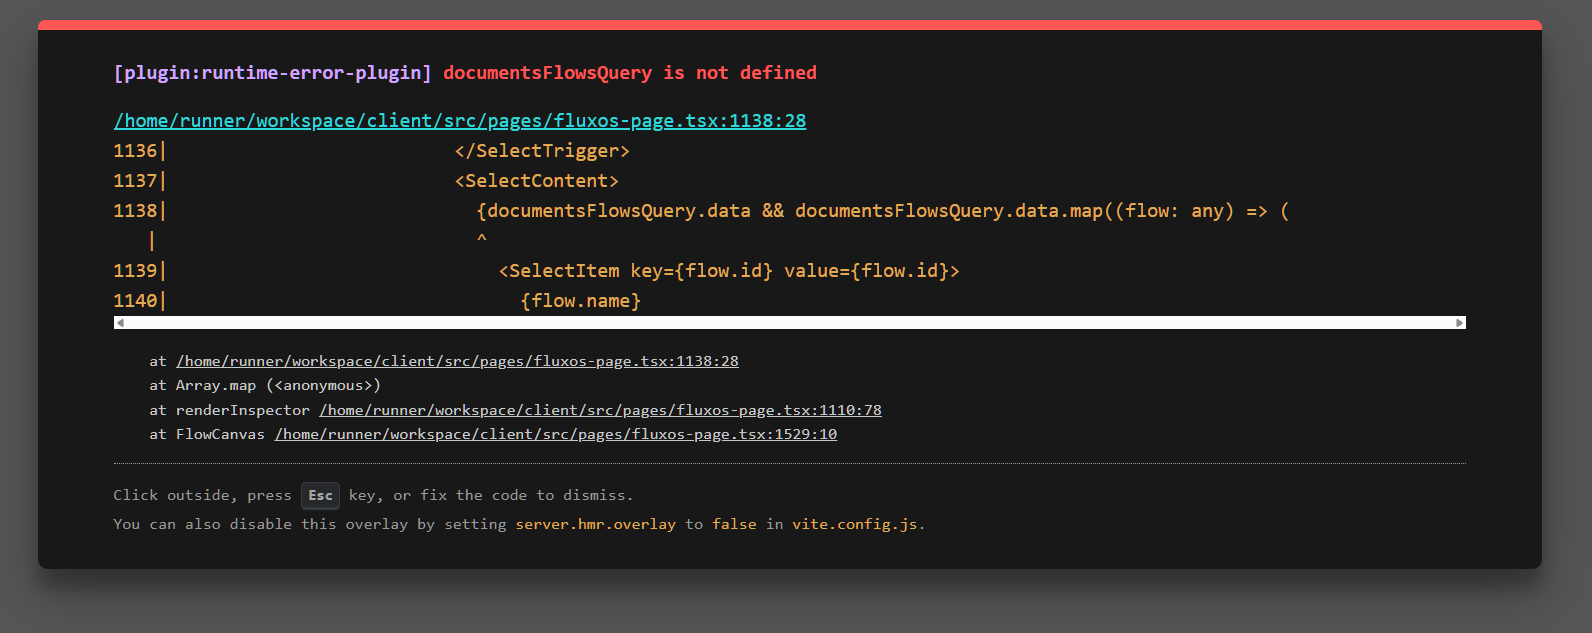 [plugin:runtime-error-plugin] documentsFlowsQuery is not defined
/home/runner/workspace/client/src/pages/fluxos-page.tsx:1138:28
1136|                          </SelectTrigger>
1137|                          <SelectContent>
1138|                            {documentsFlowsQuery.data && documentsFlowsQuery.data.map((flow: any) => (
   |                             ^
1139|                              <SelectItem key={flow.id} value={flow.id}>
1140|                                {flow.name}
at /home/runner/workspace/client/src/pages/fluxos-page.tsx:1138:28
at Array.map (<anonymous>)
at renderInspector /home/runner/workspace/client/src/pages/fluxos-page.tsx:1110:78
at FlowCanvas /home/runner/workspace/client/src/pages/fluxos-page.tsx:1529:10
Click outside, press Esc key, or fix the code to dismiss.
You can also disable this overlay by setting server.hmr.overlay to false in vite.config.js.